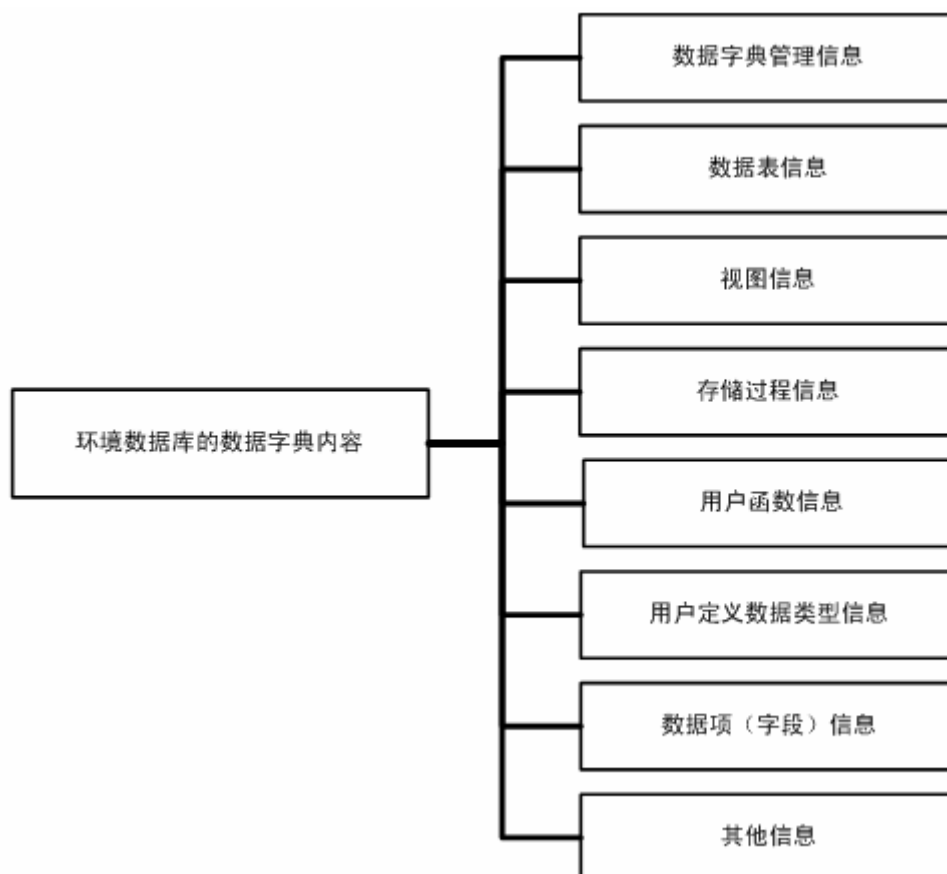 数据字典管理信息
数据表信息
视图信息
存储过程信息
环境数据库的数据字典内容
用户函数信息
用户定义数据类型信息
数据项（字段）信息
其他信息